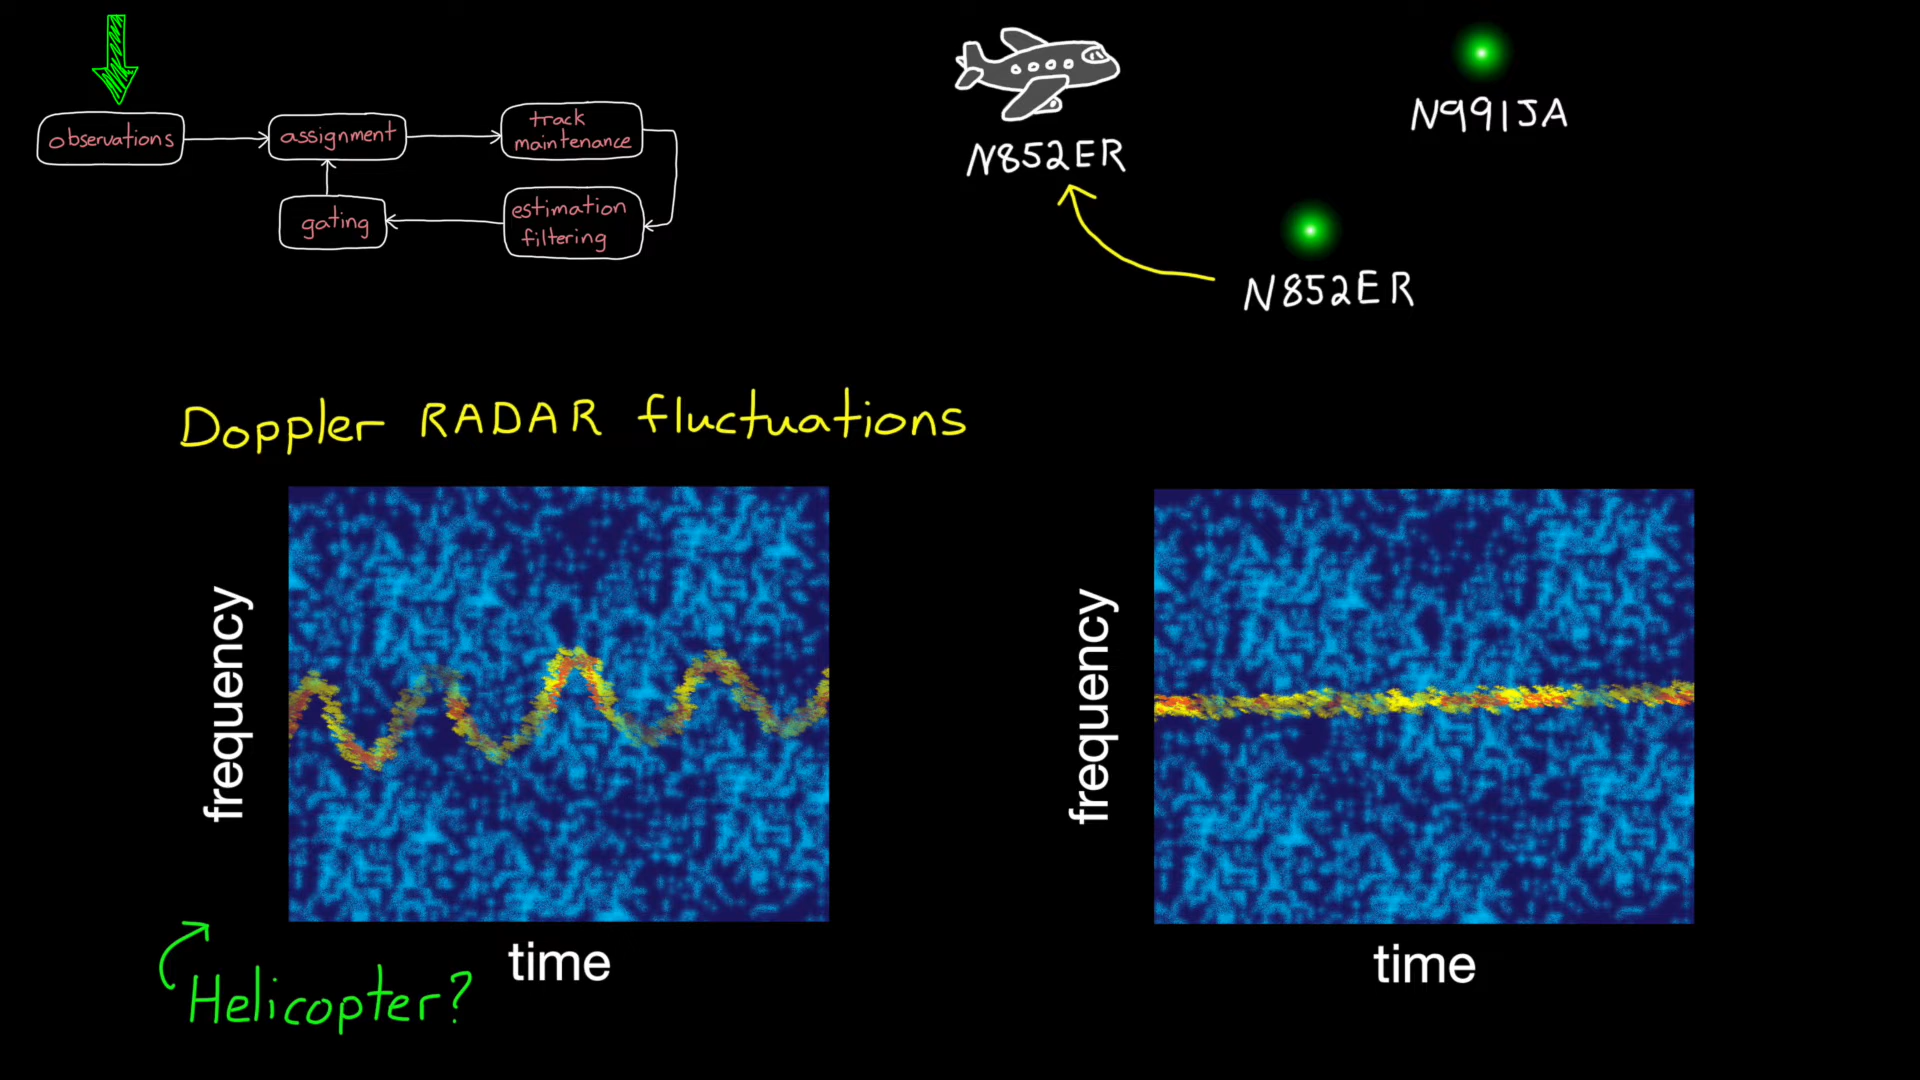 observations
assignment
track
maintenance
gating
estimation
filtering
N852ER
N991JA
N852ER
Doppler RADAR fluctuations
frequency
time
frequency
time
Helicopter?